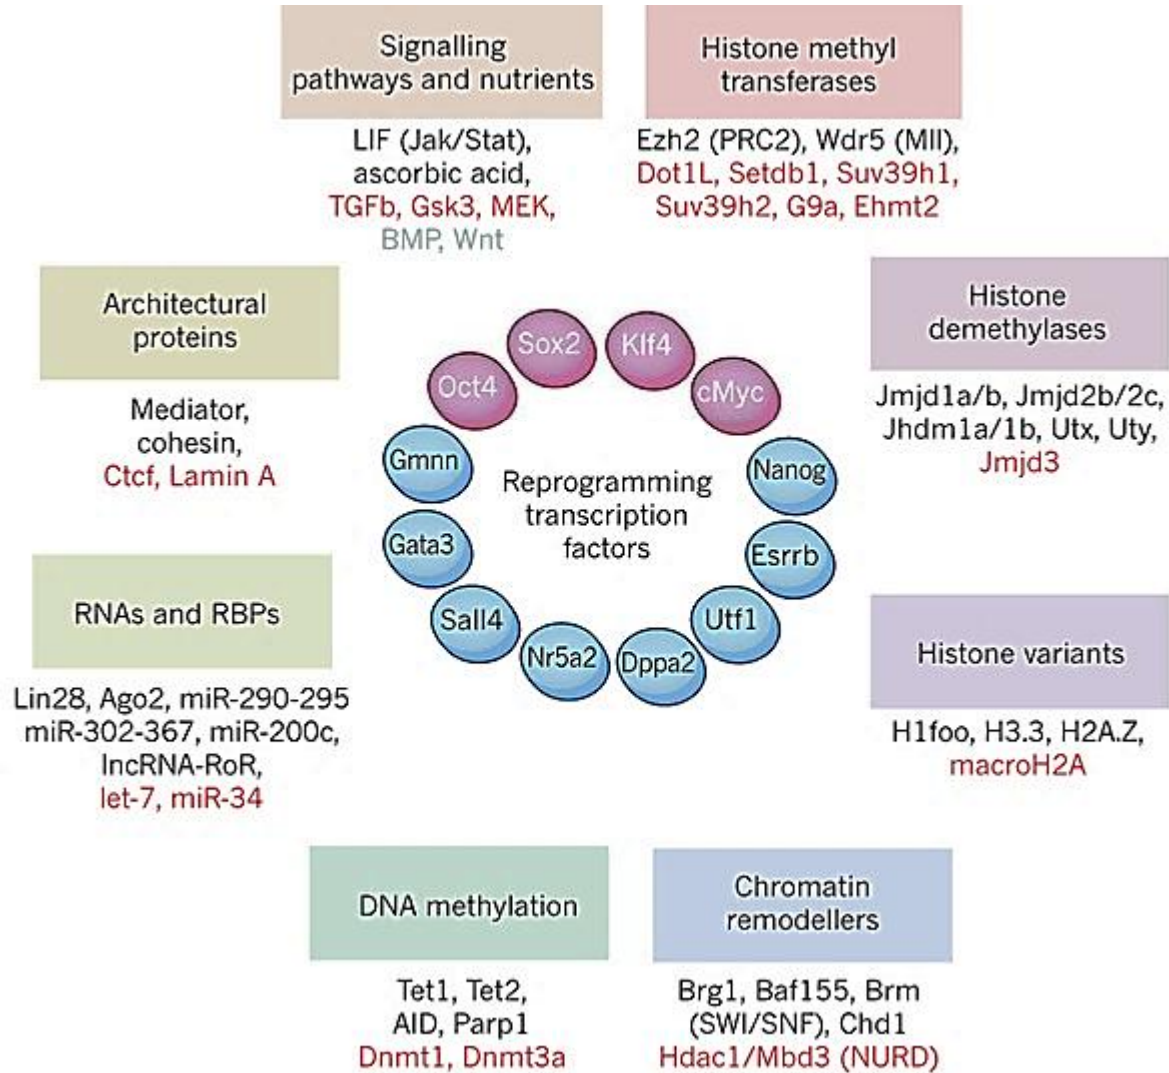 Signalling
pathways and nutrients
LIF (Jak/Stat),
ascorbic acid,
TGFb, Gsk3, MEK,
BMP, Wnt
Histone methyl
transferases
Ezh2 (PRC2), Wdr5 (Mll),
Dot1L, Setdb1, Suv39h1,
Suv39h2, G9a, Ehmt2
Architectural
proteins
Mediator,
cohesin,
Ctcf, Lamin A
Histone
demethylases
Jmjd1a/b, Jmjd2b/2c,
Jhdm1a/1b, Utx, Uty,
Jmjd3
Sox2
Klf4
Oct4
cMyc
Gmnn
Nanog
Reprogramming
transcription
factors
Gata3
Esrrb
Sall4
Utf1
Nr5a2
Dppa2
RNAs and RBPs
Lin28, Ago2, miR-290-295
miR-302-367, miR-200c,
lncRNA-RoR,
let-7, miR-34
Histone variants
H1foo, H3.3, H2A.Z,
macroH2A
DNA methylation
Tet1, Tet2,
AID, Parp1
Dnmt1, Dnmt3a
Chromatin
remodellers
Brg1, Baf155, Brm
(SWI/SNF), Chd1
Hdac1/Mbd3 (NURD)